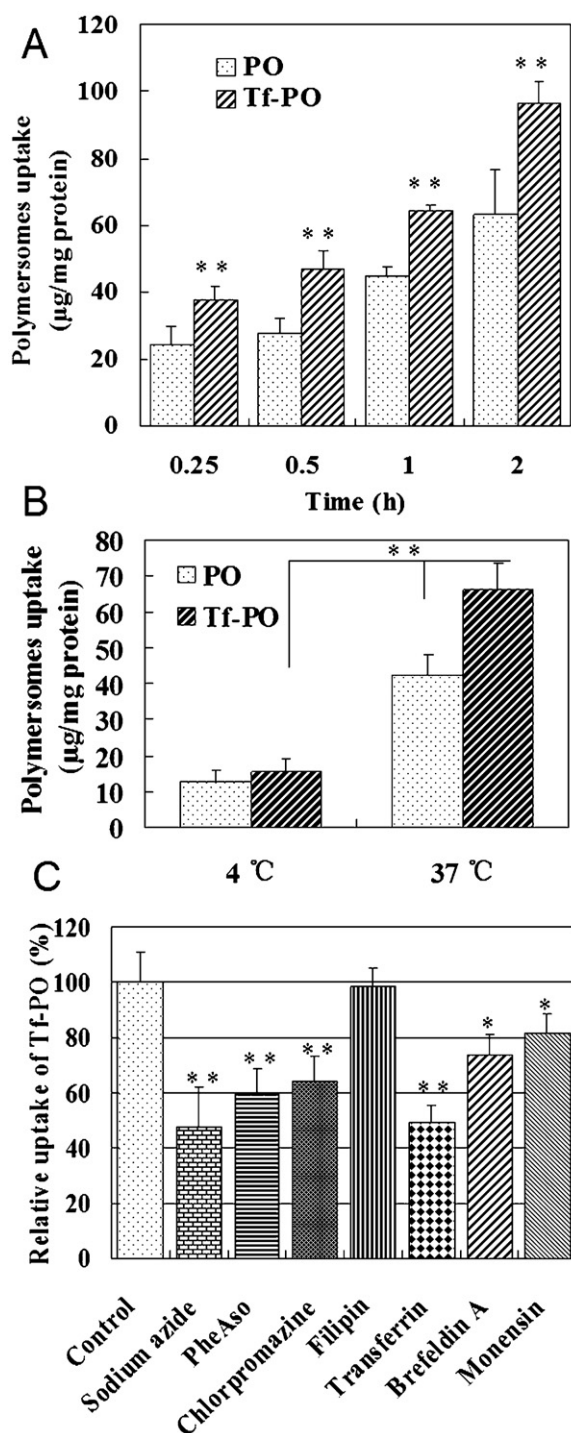 A
Polymersomes uptake
(µg/mg protein)
120
100
80
60
40
20
0
PO
Tf-PO
**
**
**
**
0.25 0.5 1 2
Time (h)
B
Polymersomes uptake
(µg/mg protein)
80
70
60
50
40
30
20
10
0
PO
Tf-PO
**
4 ℃ 37 ℃
C
Relative uptake of Tf-PO (%)
120
100
80
60
40
20
0
**
**
**
**
*
*
Control
Sodium azide
PheAso
Chlorpromazine
Filipin
Transferrin
Brefeldin A
Monensin